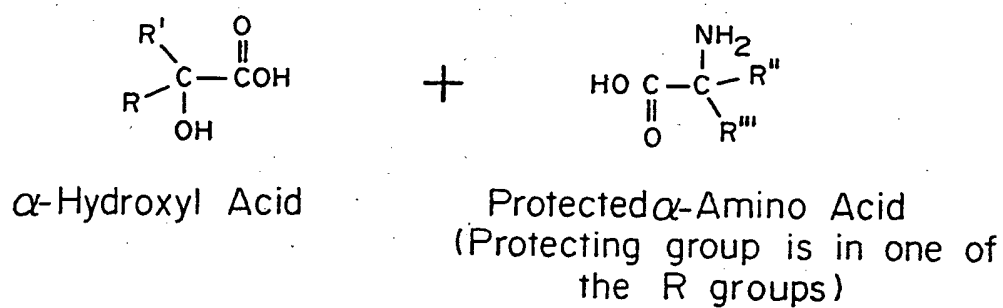 R' O
C — COH
R
OH
+
NH2
HO C — C — R"
O R'''
α-Hydroxyl Acid
Protected α-Amino Acid
(Protecting group is in one of
the R groups)